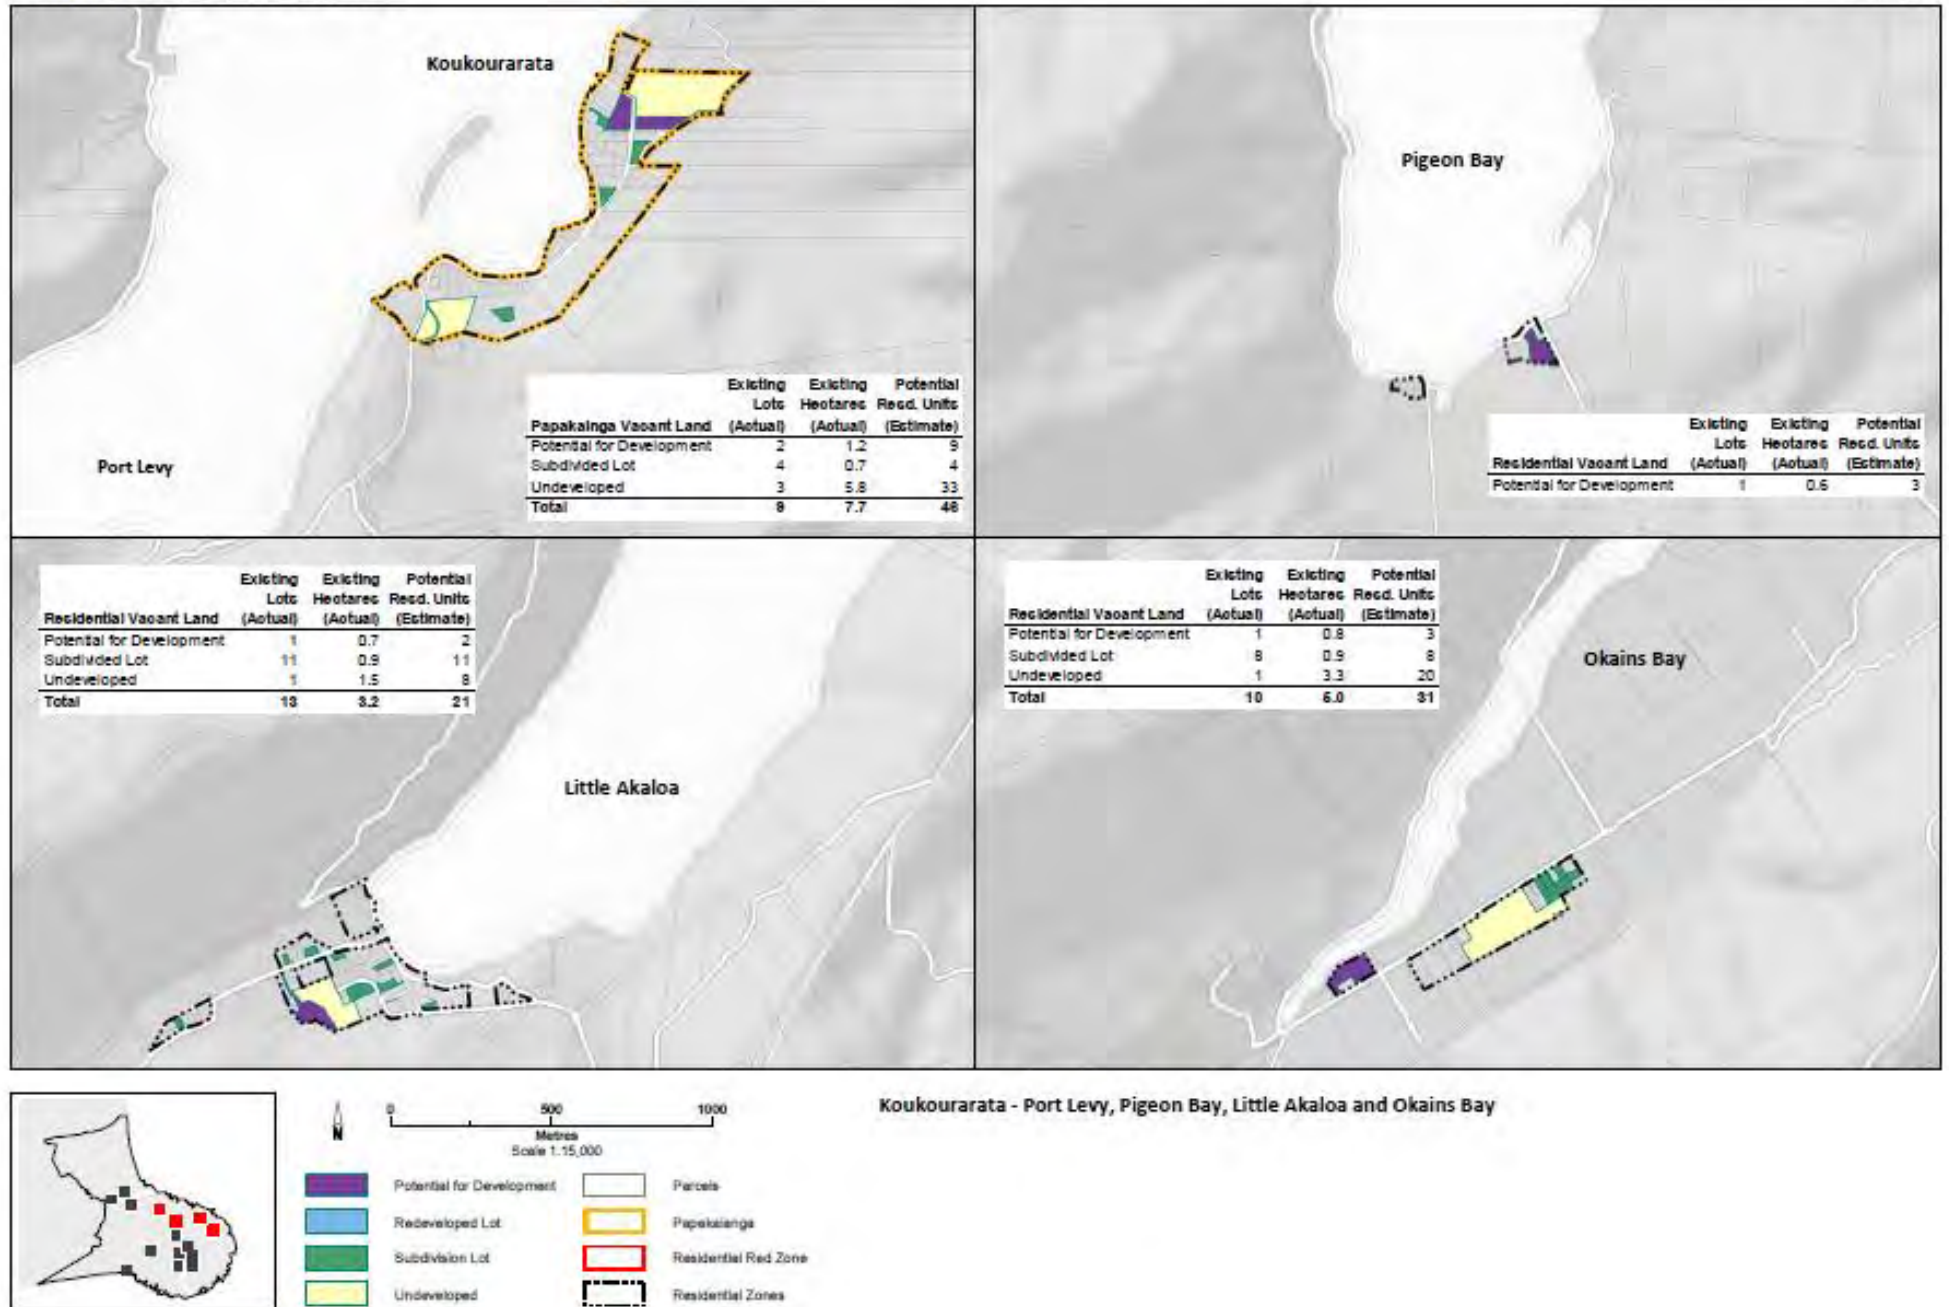 Koukourarata
Port Levy
Existing Existing Potential
Lots Hectares Resd. Units
Papakainga Vacant Land (Actual) (Actual) (Estimate)
Potential for Development 2 1.2 9
Subdivided Lot 4 0.7 4
Undeveloped 3 5.8 33
Total 9 7.7 46
Pigeon Bay
Existing Existing Potential
Lots Hectares Resd. Units
Residential Vacant Land (Actual) (Actual) (Estimate)
Potential for Development 1 0.6 3
Existing Existing Potential
Lots Hectares Resd. Units
Residential Vacant Land (Actual) (Actual) (Estimate)
Potential for Development 1 0.7 2
Subdivided Lot 11 0.9 11
Undeveloped 1 1.5 8
Total 13 3.2 21
Little Akaloa
Existing Existing Potential
Lots Hectares Resd. Units
Residential Vacant Land (Actual) (Actual) (Estimate)
Potential for Development 1 0.8 3
Subdivided Lot 8 0.9 8
Undeveloped 1 3.3 20
Total 10 5.0 31
Okains Bay
N
0 500 1000
Metres
Scale 1:15,000
Koukourarata - Port Levy, Pigeon Bay, Little Akaloa and Okains Bay
Potential for Development
Redeveloped Lot
Subdivision Lot
Undeveloped
Parcels
Papakaianga
Residential Red Zone
Residential Zones